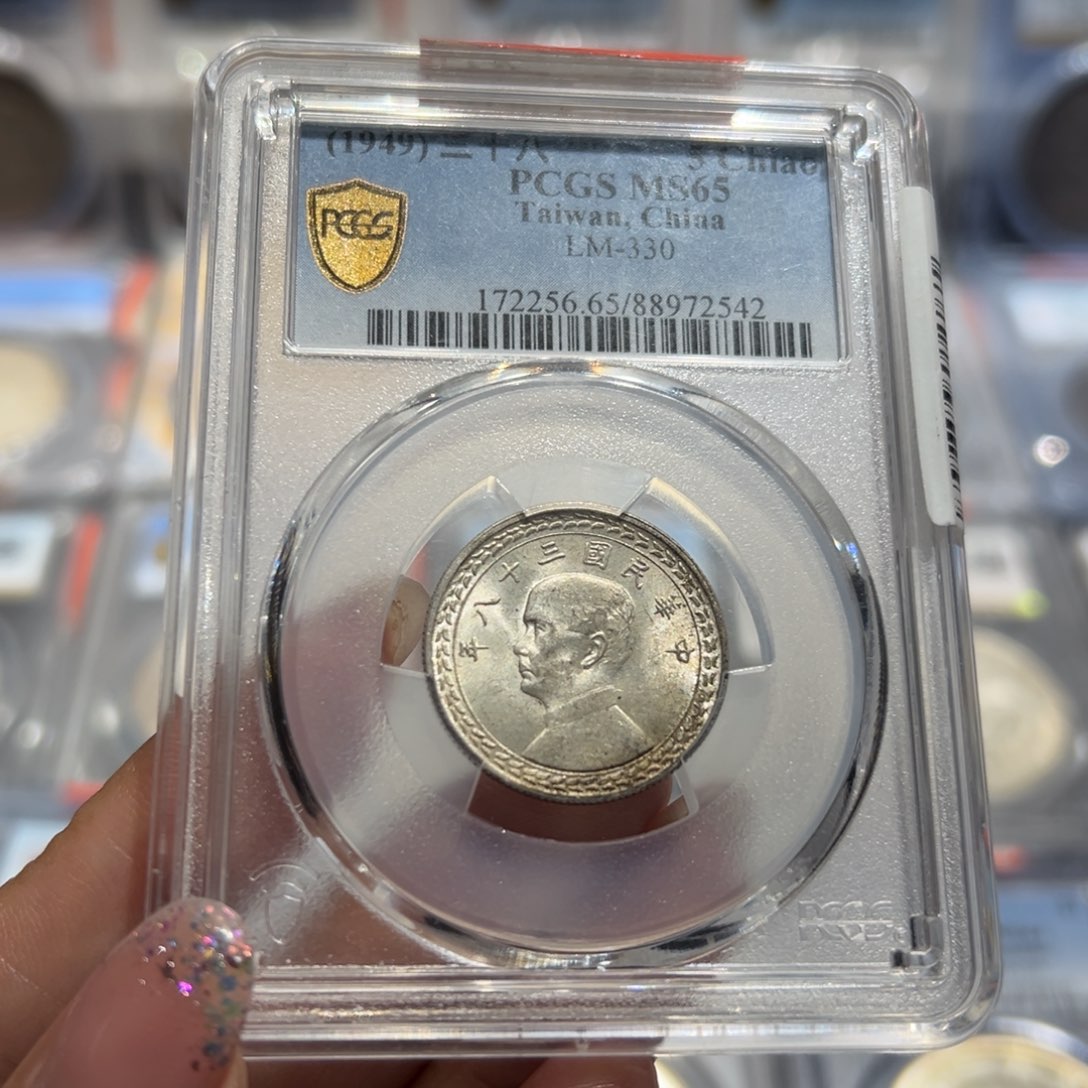 (1949) 三十八 5 Chiao
PCGS MS65
Taiwan, China
LM-330
PCGS
172256.65/88972542
中華民國三十八年
PCGS